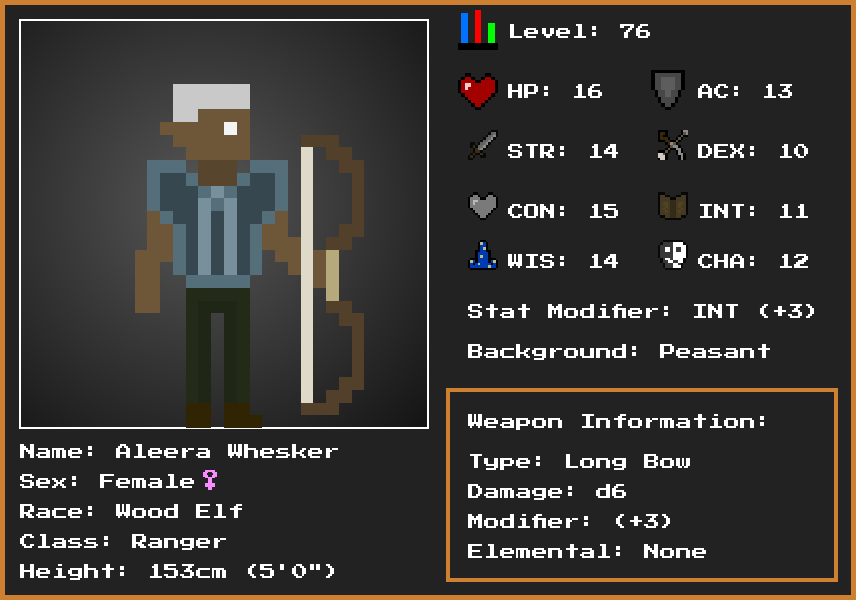 Level: 76
HP: 16
AC: 13
STR: 14
DEX: 10
CON: 15
INT: 11
WIS: 14
CHA: 12
Stat Modifier: INT (+3)
Background: Peasant
Name: Aleera Whesker
Sex: Female♀
Race: Wood Elf
Class: Ranger
Height: 153cm (5'0")
Weapon Information:
Type: Long Bow
Damage: d6
Modifier: (+3)
Elemental: None